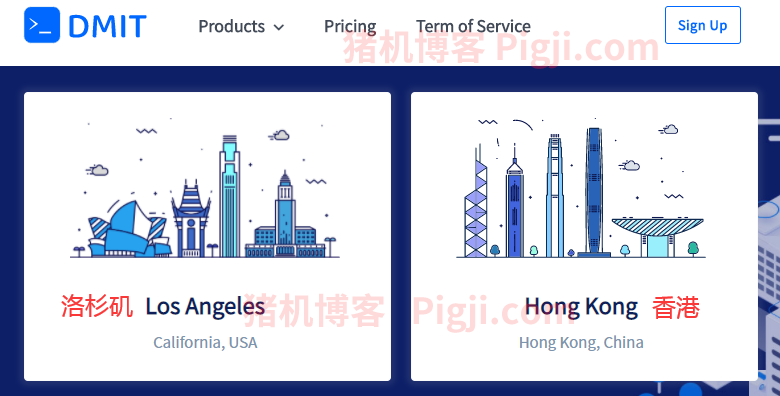 DMIT
Products
Pricing
Term of Service
Sign Up
猪机博客 Pigji.com
洛杉矶 Los Angeles
California, USA
Hong Kong 香港
Hong Kong, China
猪机博客 Pigji.com